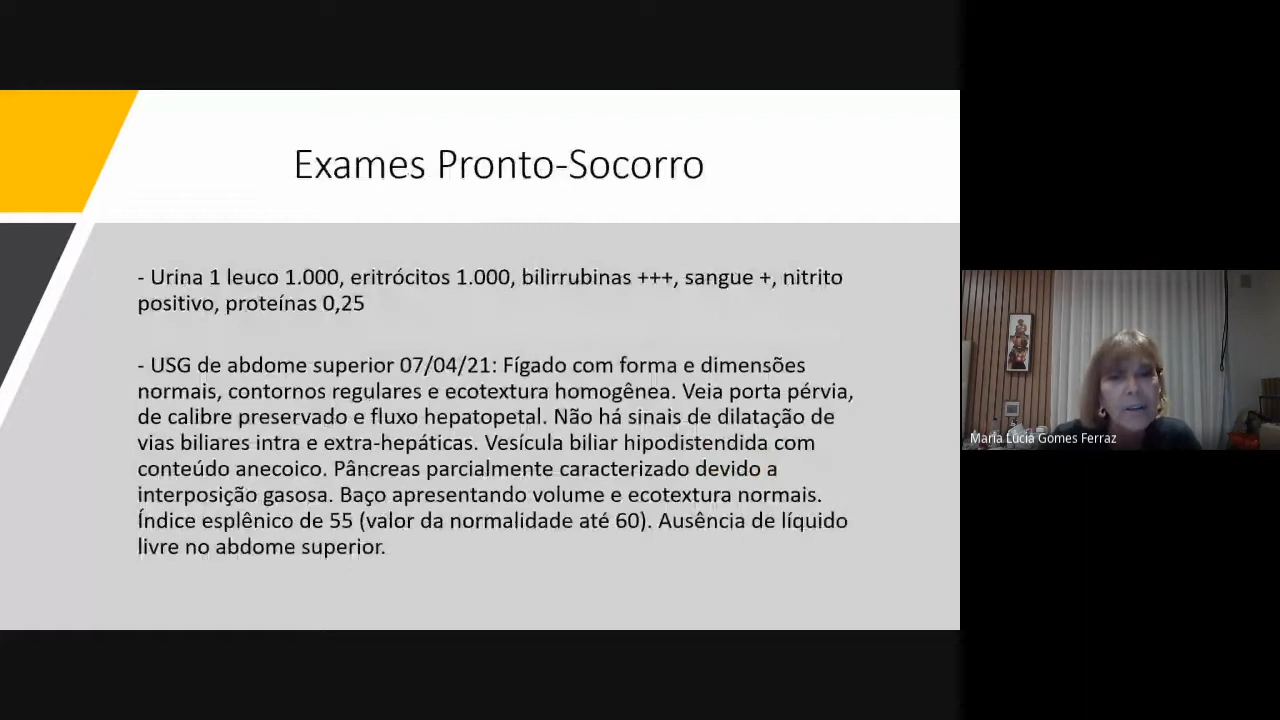 Exames Pronto-Socorro
- Urina 1 leuco 1.000, eritrócitos 1.000, bilirrubinas +++, sangue +, nitrito
positivo, proteínas 0,25
- USG de abdome superior 07/04/21: Fígado com forma e dimensões
normais, contornos regulares e ecotextura homogênea. Veia porta pérvia,
de calibre preservado e fluxo hepatopetal. Não há sinais de dilatação de
vias biliares intra e extra-hepáticas. Vesícula biliar hipodistendida com
conteúdo anecoico. Pâncreas parcialmente caracterizado devido a
interposição gasosa. Baço apresentando volume e ecotextura normais.
Índice esplênico de 55 (valor da normalidade até 60). Ausência de líquido
livre no abdome superior.
Maria Lucia Gomes Ferraz